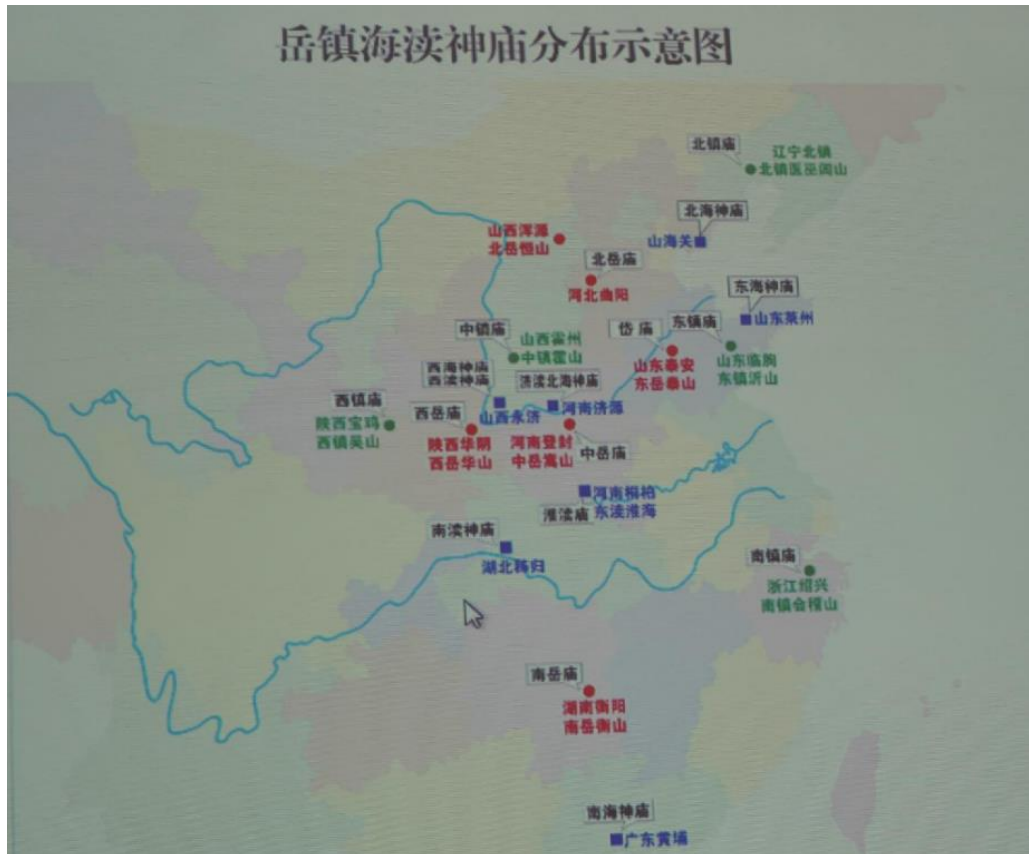 岳镇海渎神庙分布示意图
北镇庙
辽宁北镇
北镇医巫闾山
北海神庙
山海关
山西浑源
北岳恒山
北岳庙
河北曲阳
东海神庙
山东莱州
中镇庙
山西霍州
中镇霍山
岱庙
山东泰安
东岳泰山
东镇庙
山东临朐
东镇沂山
西海神庙
西渎神庙
山西永济
济渎北海神庙
河南济源
西镇庙
陕西宝鸡
西镇吴山
西岳庙
陕西华阴
西岳华山
河南登封
中岳嵩山
中岳庙
河南桐柏
东渎淮海
淮渎庙
南渎神庙
湖北秭归
南镇庙
浙江绍兴
南镇会稽山
南岳庙
湖南衡阳
南岳衡山
南海神庙
广东黄埔